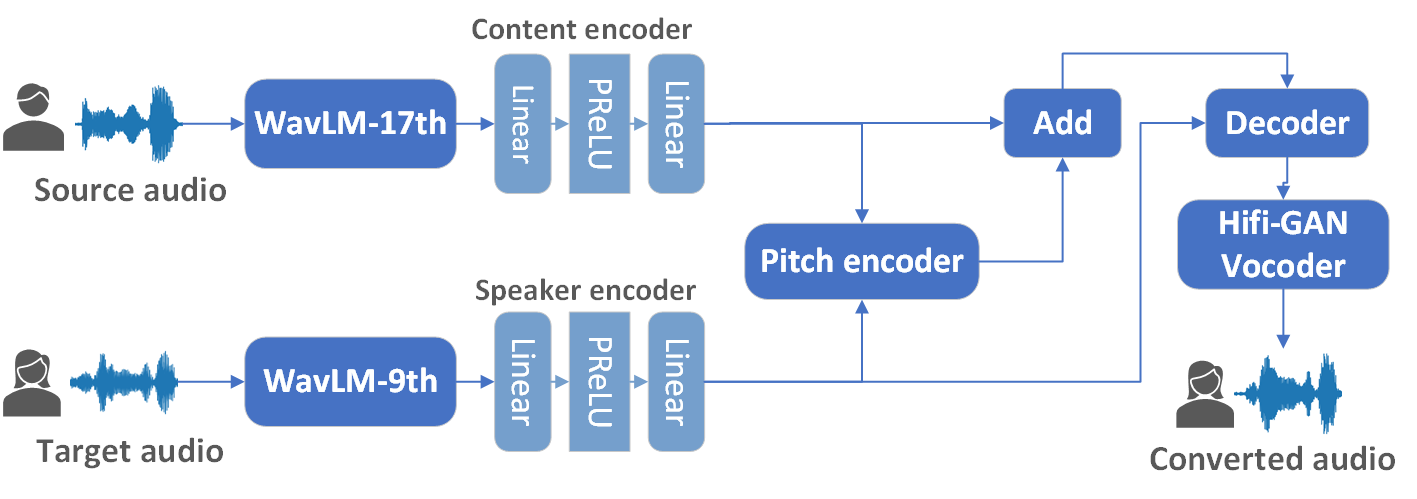 Content encoder
Source audio
WavLM-17th
Linear
PReLU
Linear
Add
Decoder
Pitch encoder
Hifi-GAN
Vocoder
Speaker encoder
Target audio
WavLM-9th
Linear
PReLU
Linear
Converted audio